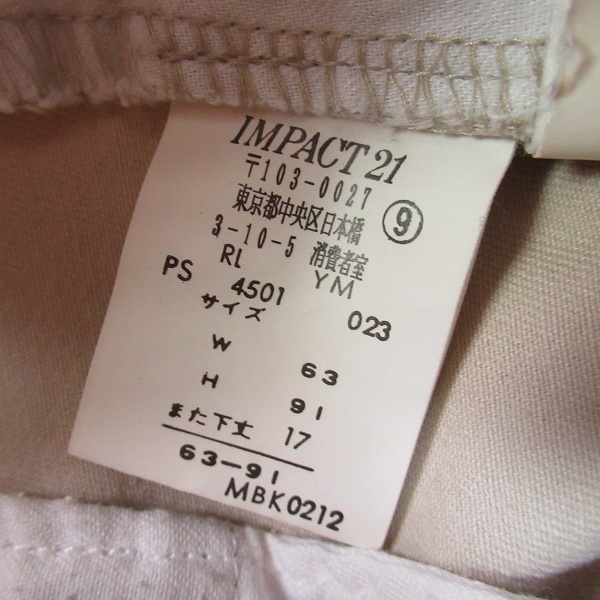 IMPACT 21
〒103-0027
東京都中央区日本橋 ⑨
3-10-5 消費者室
RL YM
PS 4501 023
サイズ
W 63
H 91
また下丈 17
63-91
MBK0212